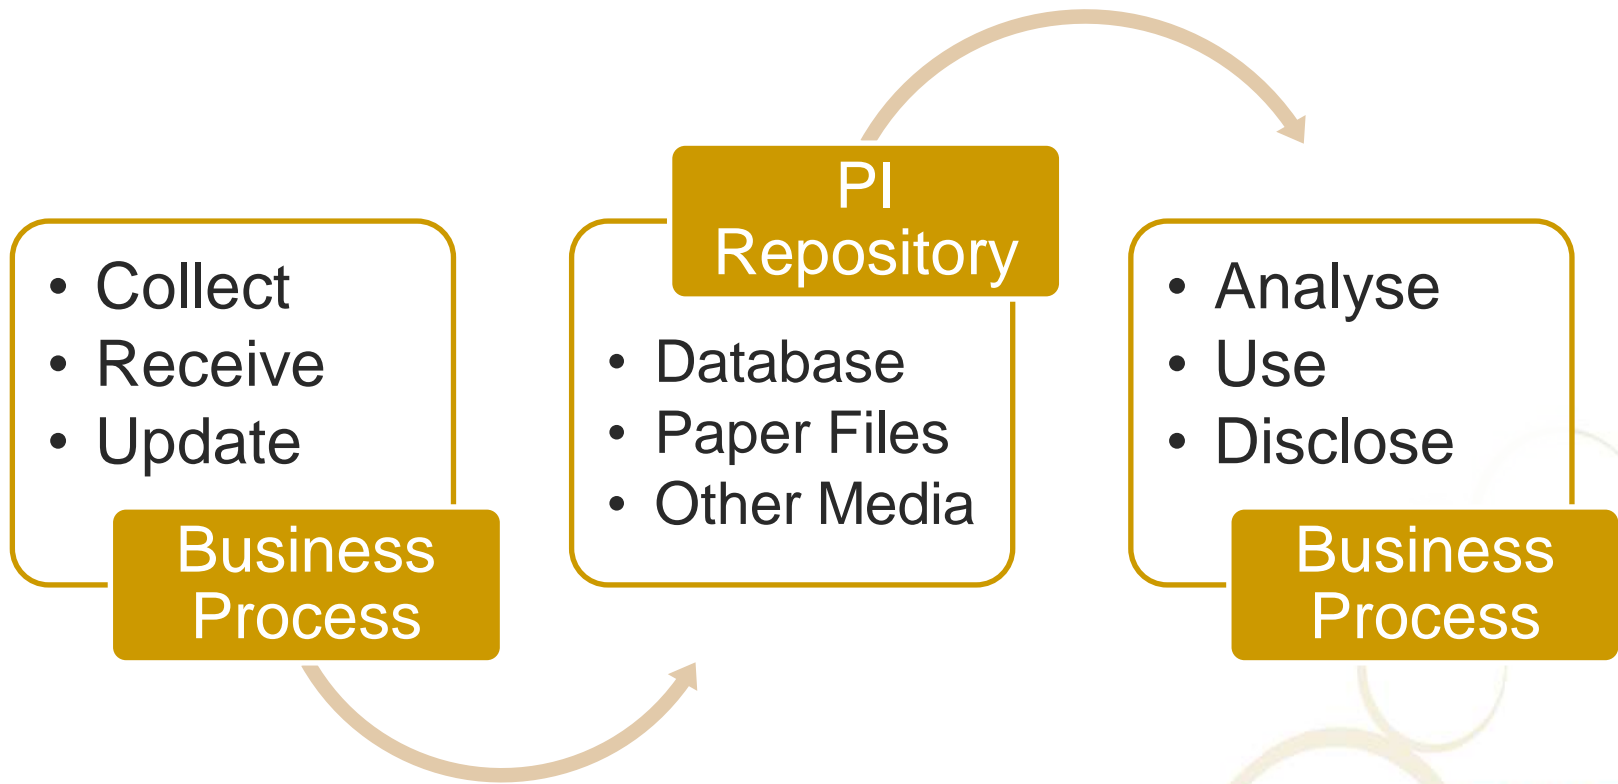 • Collect
• Receive
• Update
Business
Process
PI
Repository
• Database
• Paper Files
• Other Media
• Analyse
• Use
• Disclose
Business
Process